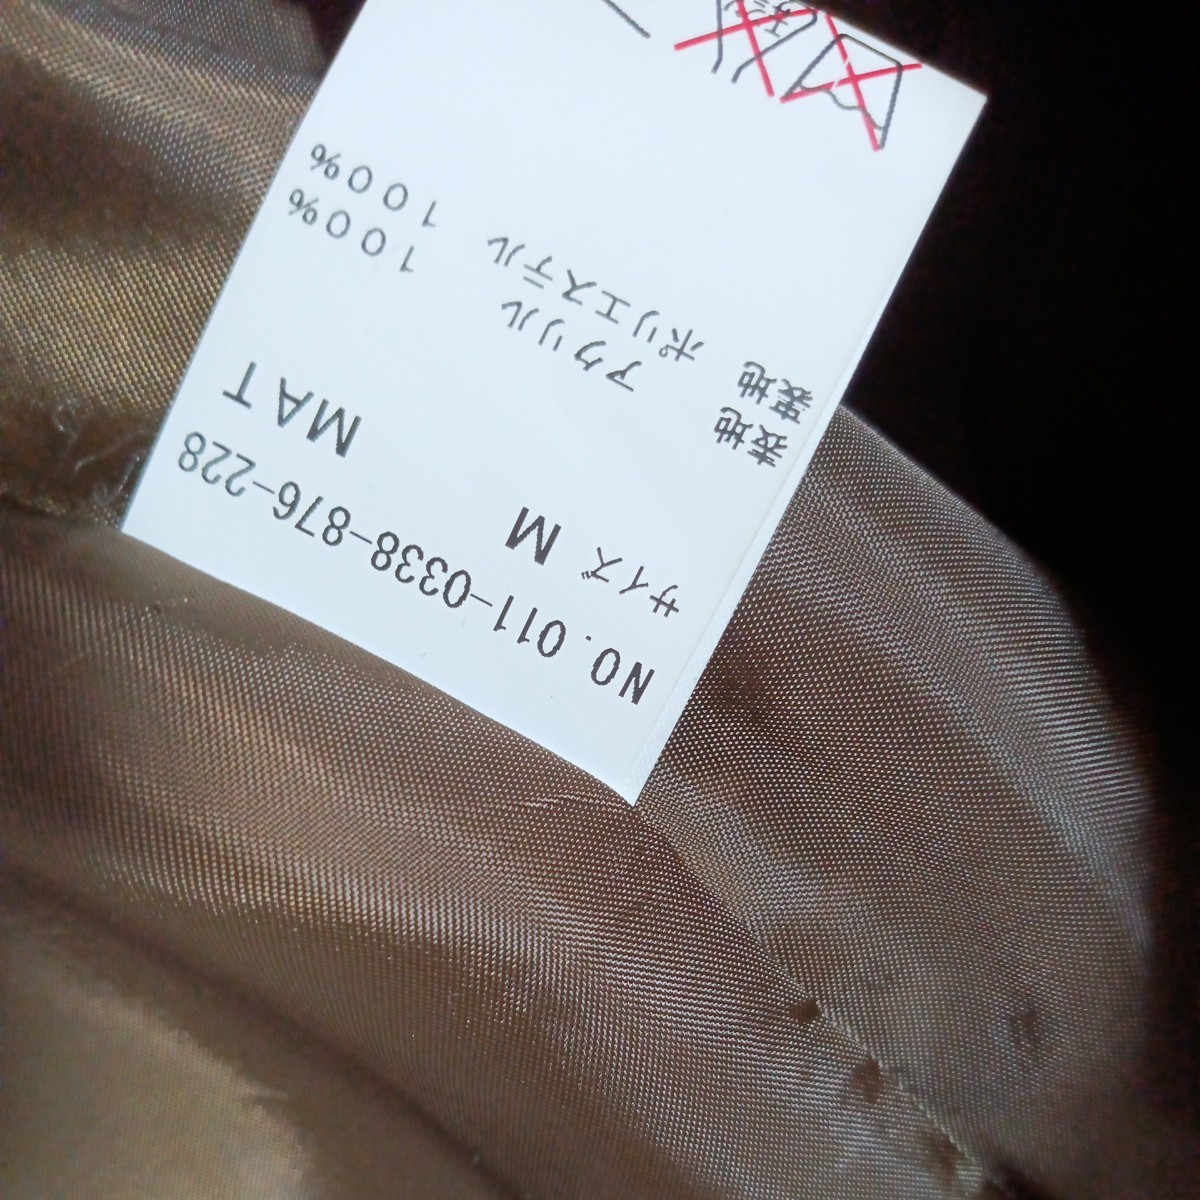 NO. 011-0338-876-228
サイズ M MAT
表地 アクリル 100%
裏地 ポリエステル 100%